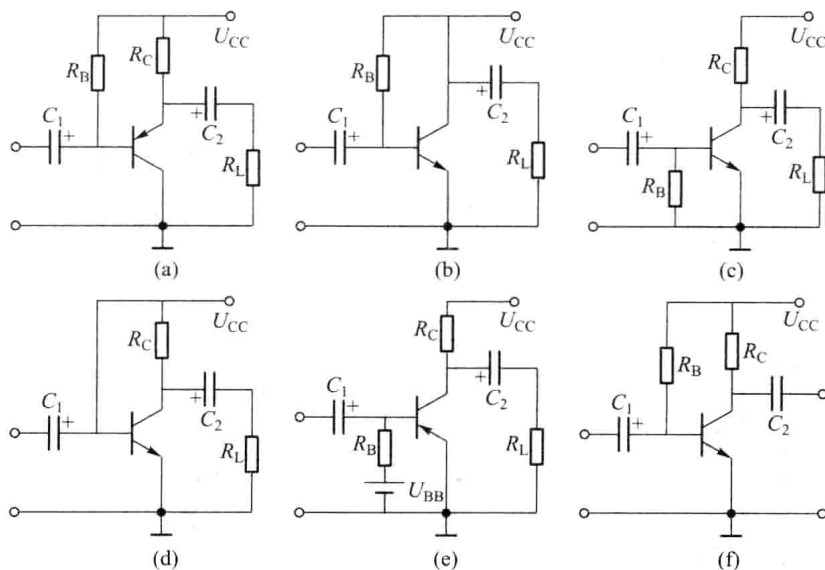 U_CC
R_B
R_C
C_1
+
+
C_2
R_L
(a)
U_CC
R_B
C_1
+
+
C_2
R_L
(b)
U_CC
R_C
C_1
+
+
C_2
R_B
R_L
(c)
U_CC
R_C
C_1
+
+
C_2
R_L
(d)
U_CC
R_C
C_1
+
+
C_2
R_B
R_L
U_BB
(e)
U_CC
R_B
R_C
C_1
+
C_2
(f)